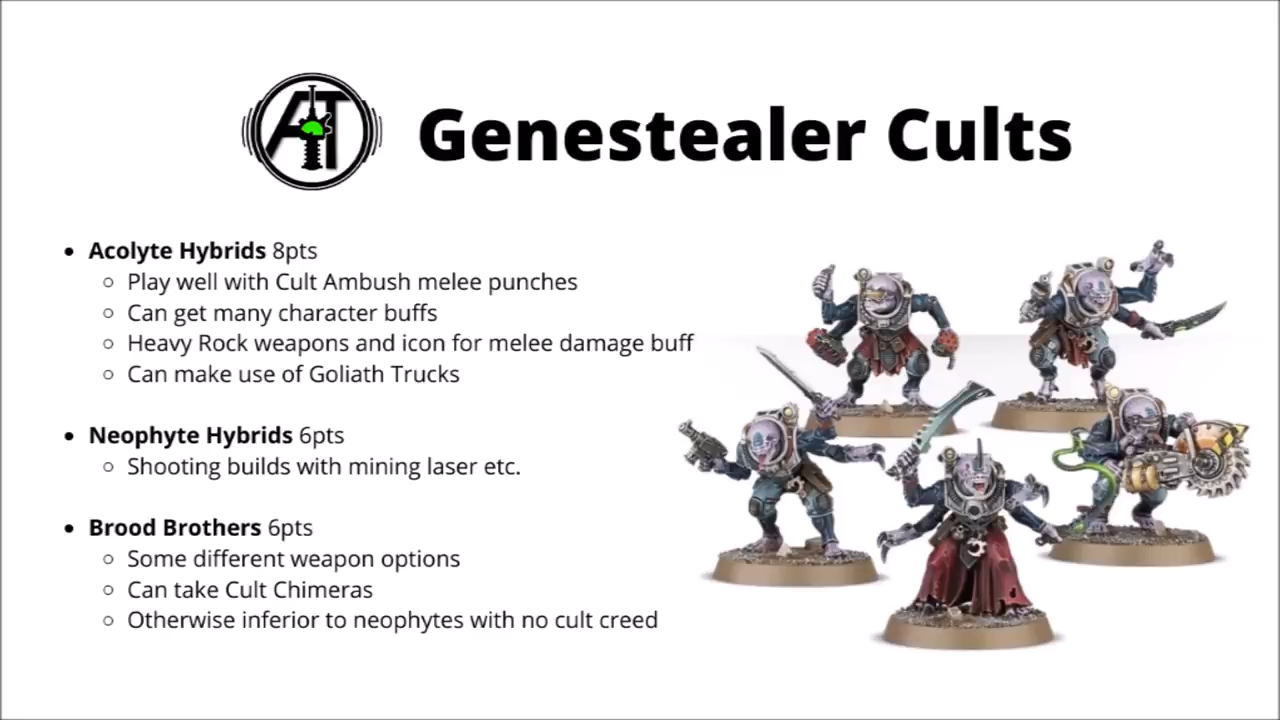 AT
Genestealer Cults
Acolyte Hybrids 8pts
Play well with Cult Ambush melee punches
Can get many character buffs
Heavy Rock weapons and icon for melee damage buff
Can make use of Goliath Trucks
Neophyte Hybrids 6pts
Shooting builds with mining laser etc.
Brood Brothers 6pts
Some different weapon options
Can take Cult Chimeras
Otherwise inferior to neophytes with no cult creed